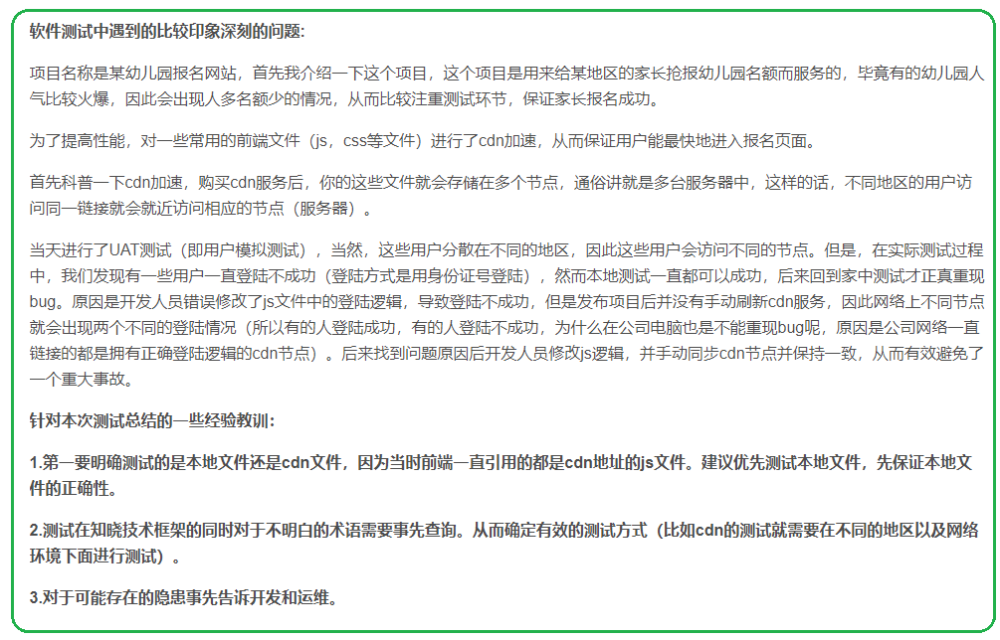 软件测试中遇到的比较印象深刻的问题:
项目名称是某幼儿园报名网站，首先我介绍一下这个项目，这个项目是用来给某地区的家长抢报幼儿园名额而服务的，毕竟有的幼儿园人
气比较火爆，因此会出现人多名额少的情况，从而比较注重测试环节，保证家长报名成功。
为了提高性能，对一些常用的前端文件（js，css等文件）进行了cdn加速，从而保证用户能最快地进入报名页面。
首先科普一下cdn加速，购买cdn服务后，你的这些文件就会存储在多个节点，通俗讲就是多台服务器中，这样的话，不同地区的用户访
问同一链接就会就近访问相应的节点（服务器）。
当天进行了UAT测试（即用户模拟测试），当然，这些用户分散在不同的地区，因此这些用户会访问不同的节点。但是，在实际测试过程
中，我们发现有一些用户一直登陆不成功（登陆方式是用身份证号登陆），然而本地测试一直都可以成功，后来回到家中测试才正真重现
bug。原因是开发人员错误修改了js文件中的登陆逻辑，导致登陆不成功，但是发布项目后并没有手动刷新cdn服务，因此网络上不同节点
就会出现两个不同的登陆情况（所以有的人登陆成功，有的人登陆不成功，为什么在公司电脑也是不能重现bug呢，原因是公司网络一直
链接的都是拥有正确登陆逻辑的cdn节点）。后来找到问题原因后开发人员修改js逻辑，并手动同步cdn节点并保持一致，从而有效避免了
一个重大事故。
针对本次测试总结的一些经验教训：
1.第一要明确测试的是本地文件还是cdn文件，因为当时前端一直引用的都是cdn地址的js文件。建议优先测试本地文件，先保证本地文
件的正确性。
2.测试在知晓技术框架的同时对于不明白的术语需要事先查询。从而确定有效的测试方式（比如cdn的测试就需要在不同的地区以及网络
环境下面进行测试）。
3.对于可能存在的隐患事先告诉开发和运维。